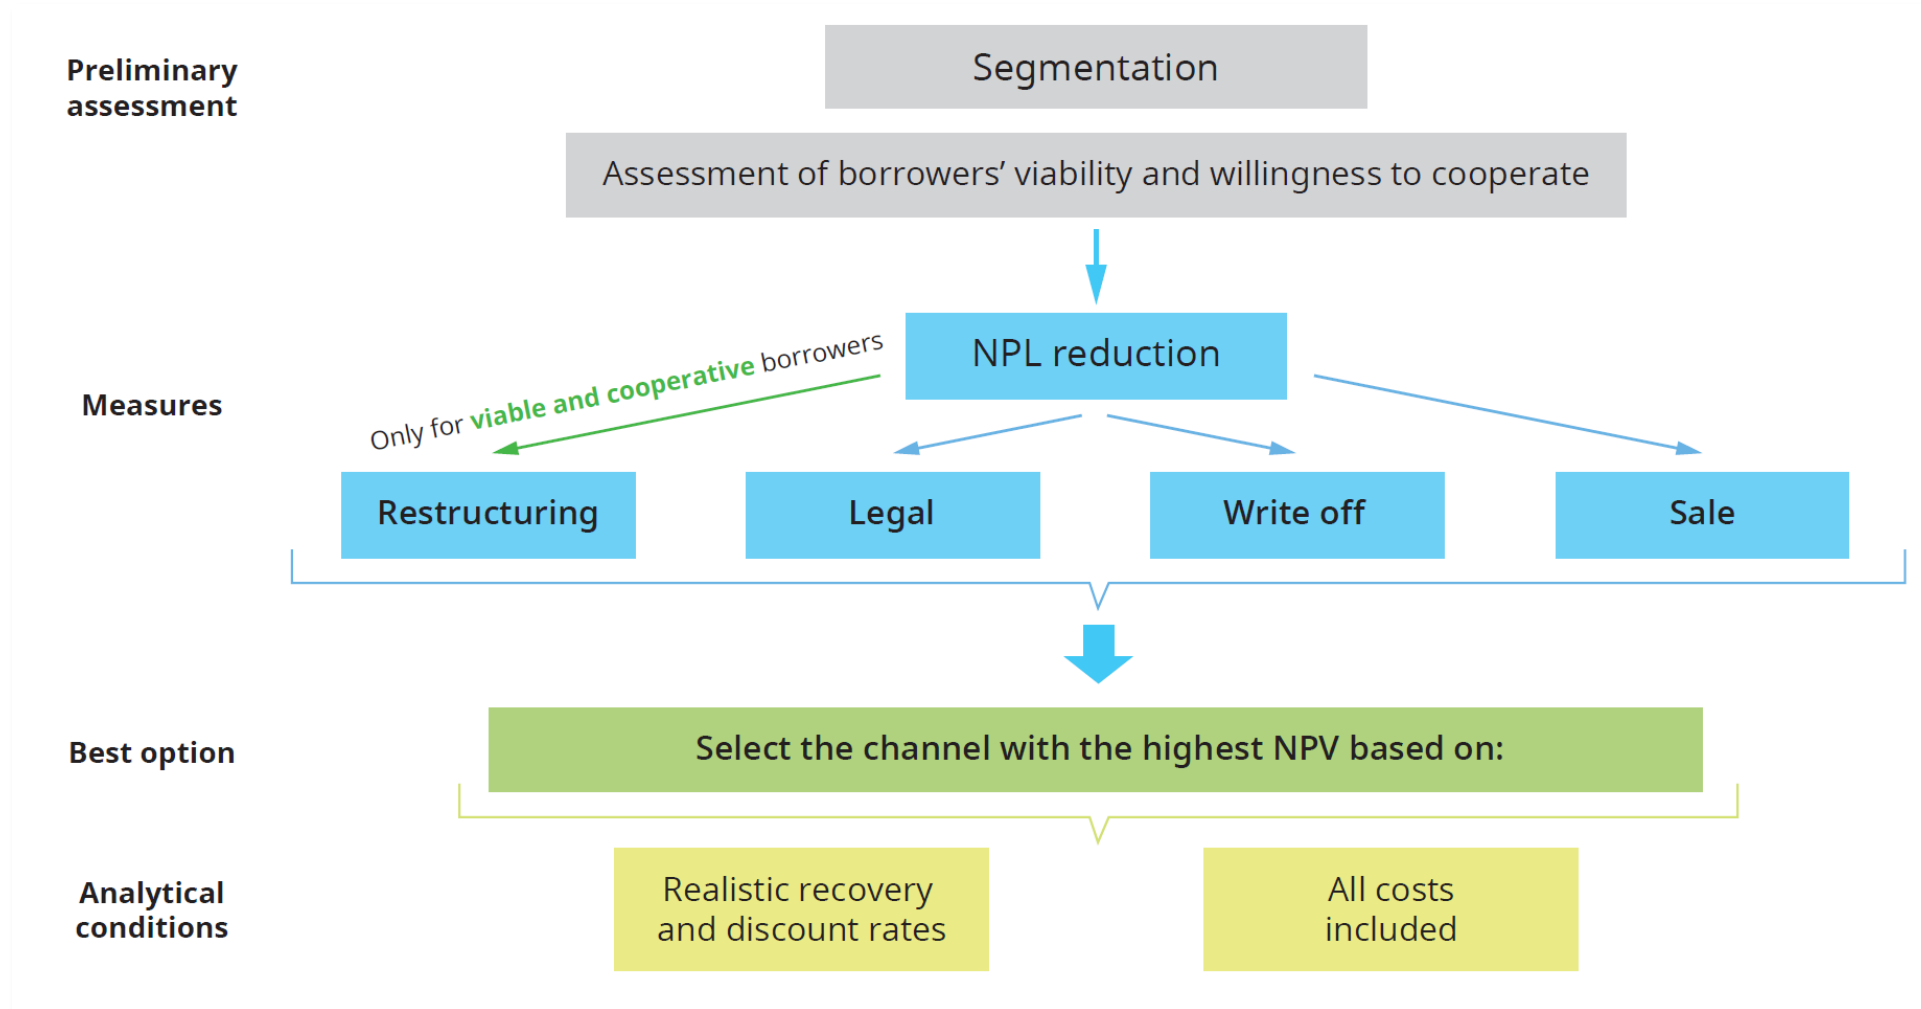 Preliminary
assessment
Segmentation
Assessment of borrowers’ viability and willingness to cooperate
Measures
NPL reduction
Only for viable and cooperative borrowers
Restructuring
Legal
Write off
Sale
Best option
Select the channel with the highest NPV based on:
Analytical
conditions
Realistic recovery
and discount rates
All costs
included